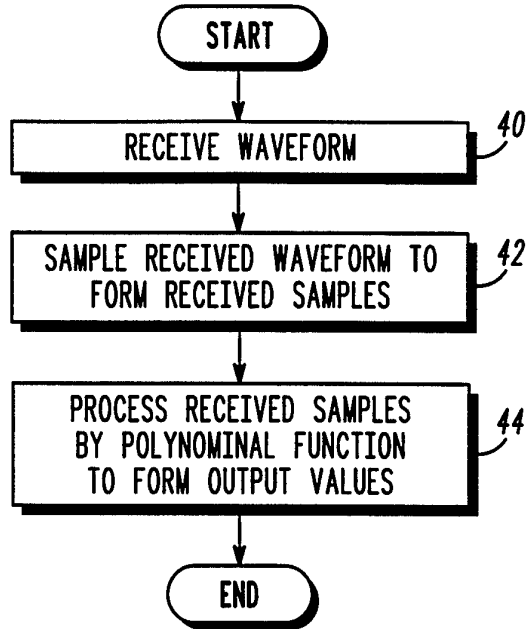 START
RECEIVE WAVEFORM
40
SAMPLE RECEIVED WAVEFORM TO
FORM RECEIVED SAMPLES
42
PROCESS RECEIVED SAMPLES
BY POLYNOMINAL FUNCTION
TO FORM OUTPUT VALUES
44
END